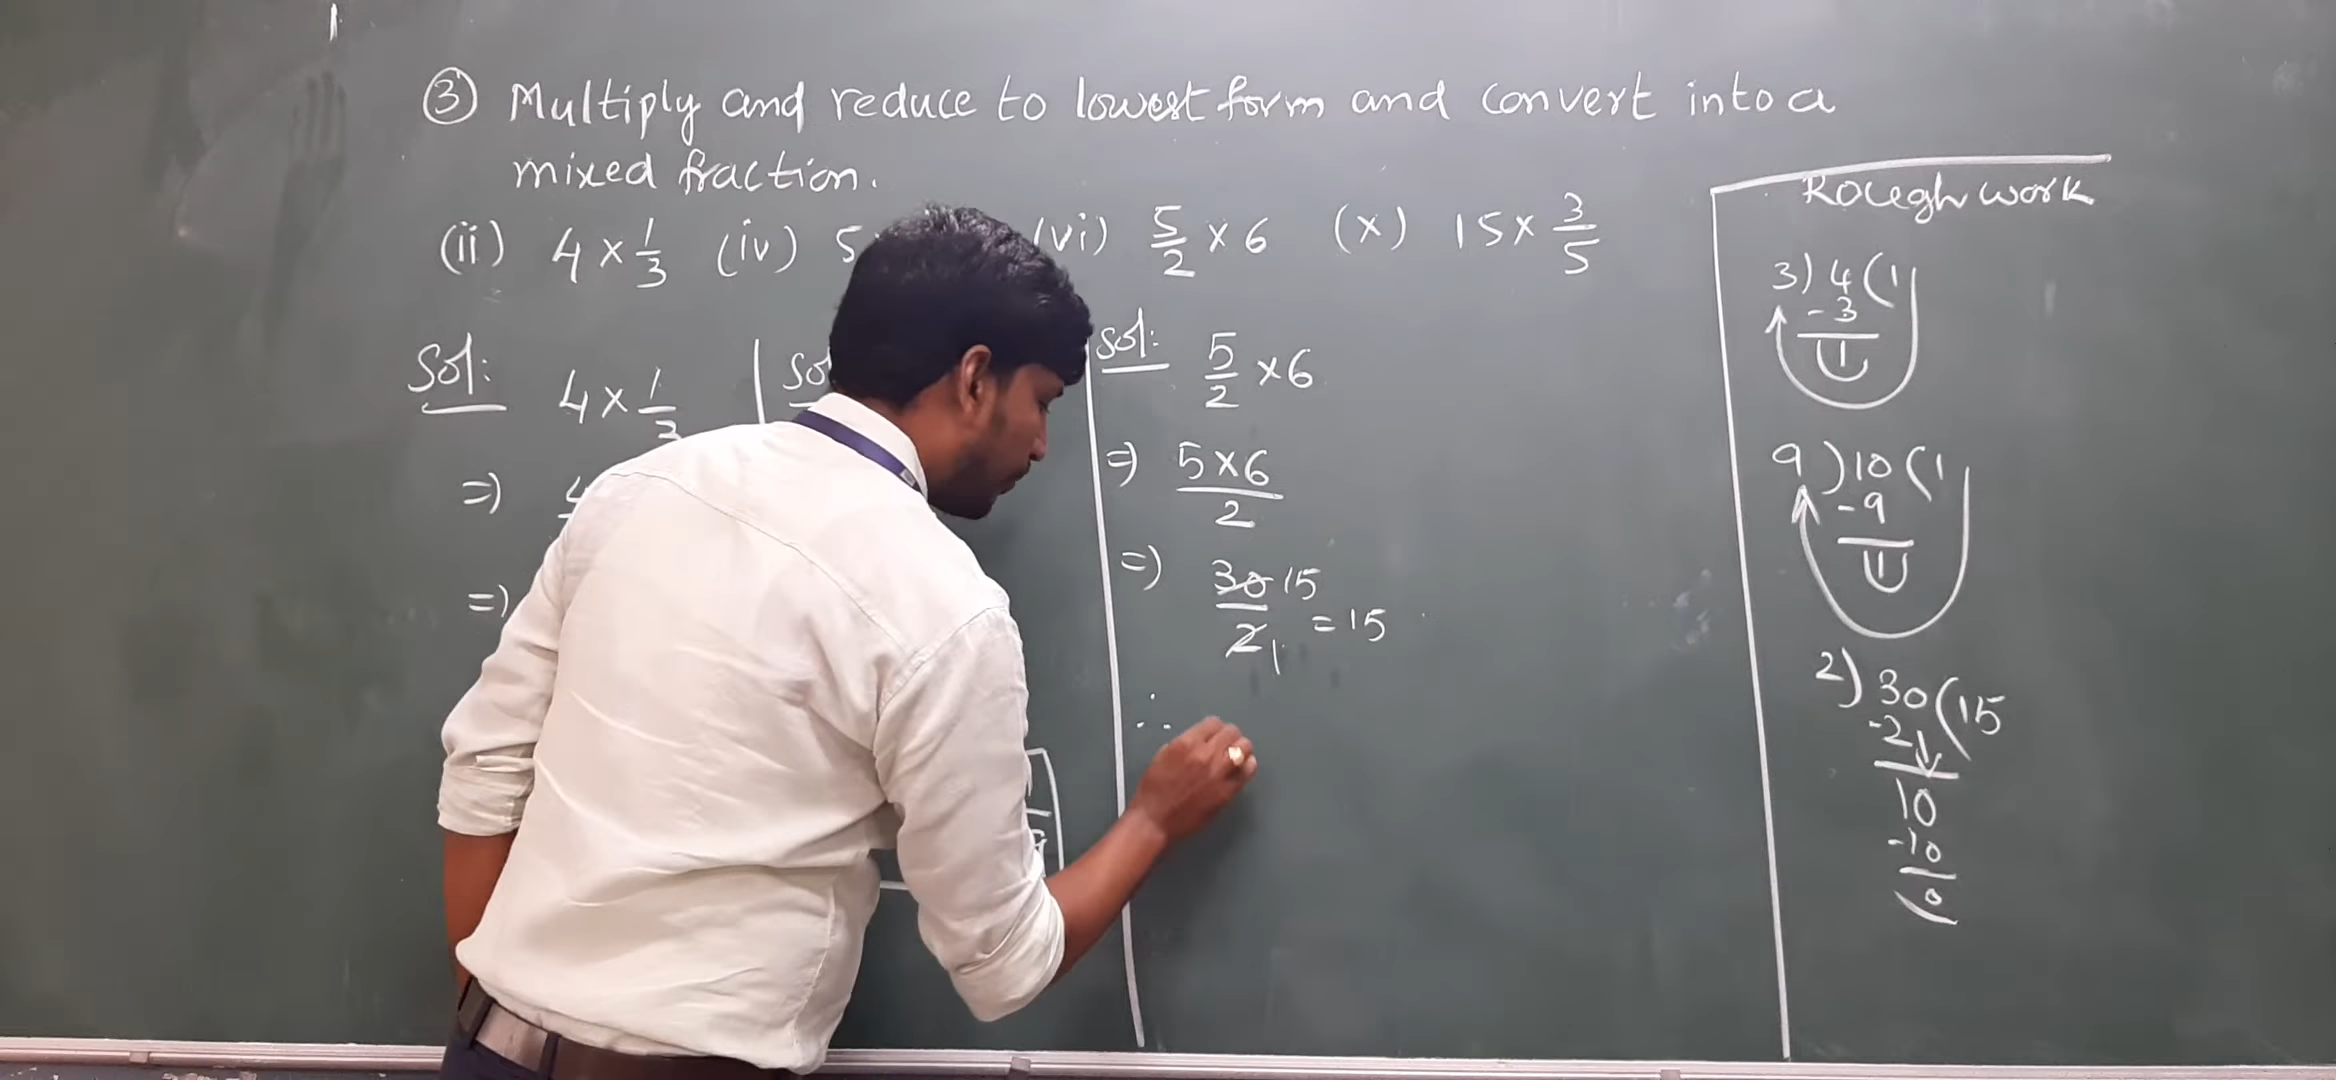 ③ Multiply and reduce to lowest form and convert into a
mixed fraction.
(ii) 4 × 1/3 (iv) 5 (vi) 5/2 × 6 (x) 15 × 3/5
Sol: 4 × 1/3
=)
=)
Sol: 5/2 × 6
=) 5×6/2
=) 30/2 15/1 = 15
∴
Rough work
3) 4 (1
-3
1
9) 10 (1
-9
1
2) 30 (15
-2↓
10
-10
0